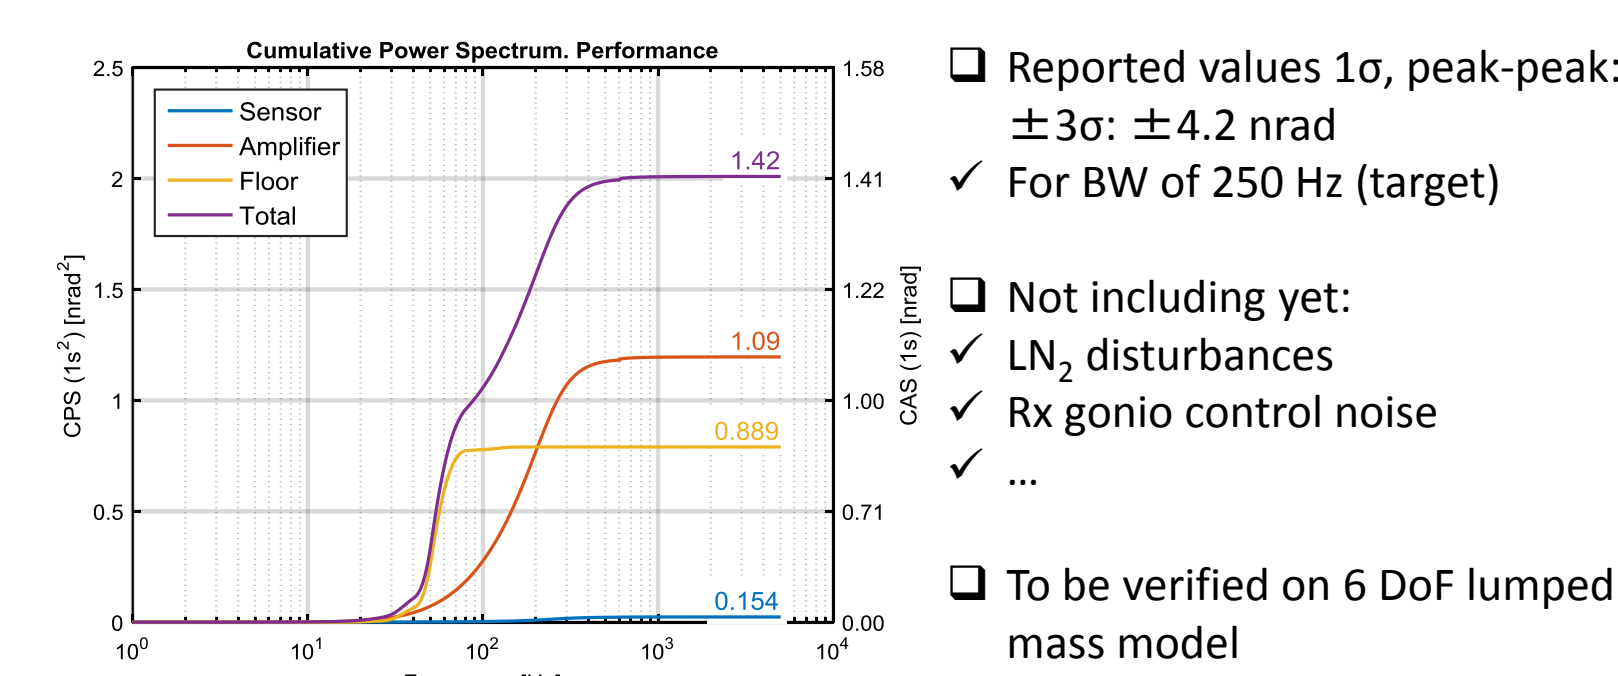 Cumulative Power Spectrum. Performance
2.5
2
1.5
1
0.5
0
CPS (1s²) [nrad²]
Sensor
Amplifier
Floor
Total
1.42
1.09
0.889
0.154
1.58
1.41
1.22
1.00
0.71
0.00
CAS (1s) [nrad]
10⁰ 10¹ 10² 10³ 10⁴
❑ Reported values 1σ, peak-peak:
±3σ: ±4.2 nrad
✓ For BW of 250 Hz (target)
❑ Not including yet:
✓ LN₂ disturbances
✓ Rx gonio control noise
✓ ...
❑ To be verified on 6 DoF lumped
mass model